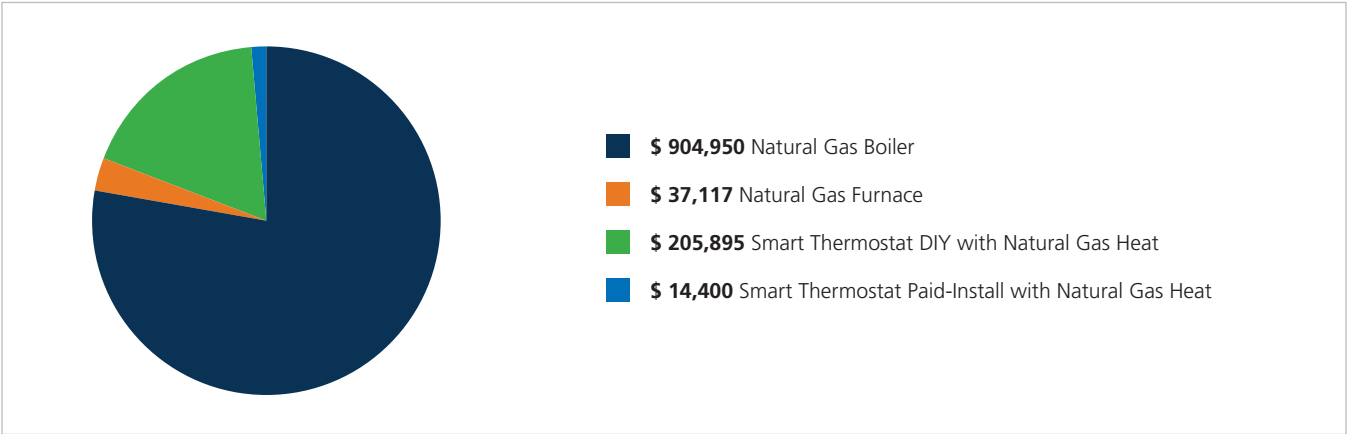 $ 904,950 Natural Gas Boiler
$ 37,117 Natural Gas Furnace
$ 205,895 Smart Thermostat DIY with Natural Gas Heat
$ 14,400 Smart Thermostat Paid-Install with Natural Gas Heat